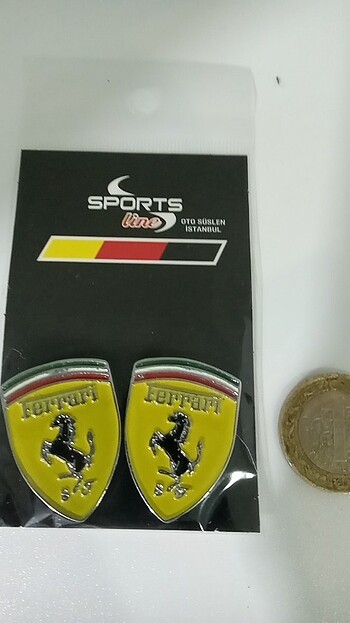 SPORTS
line
OTO SÜSLEN
İSTANBUL
Ferrari
S F
Ferrari
S F